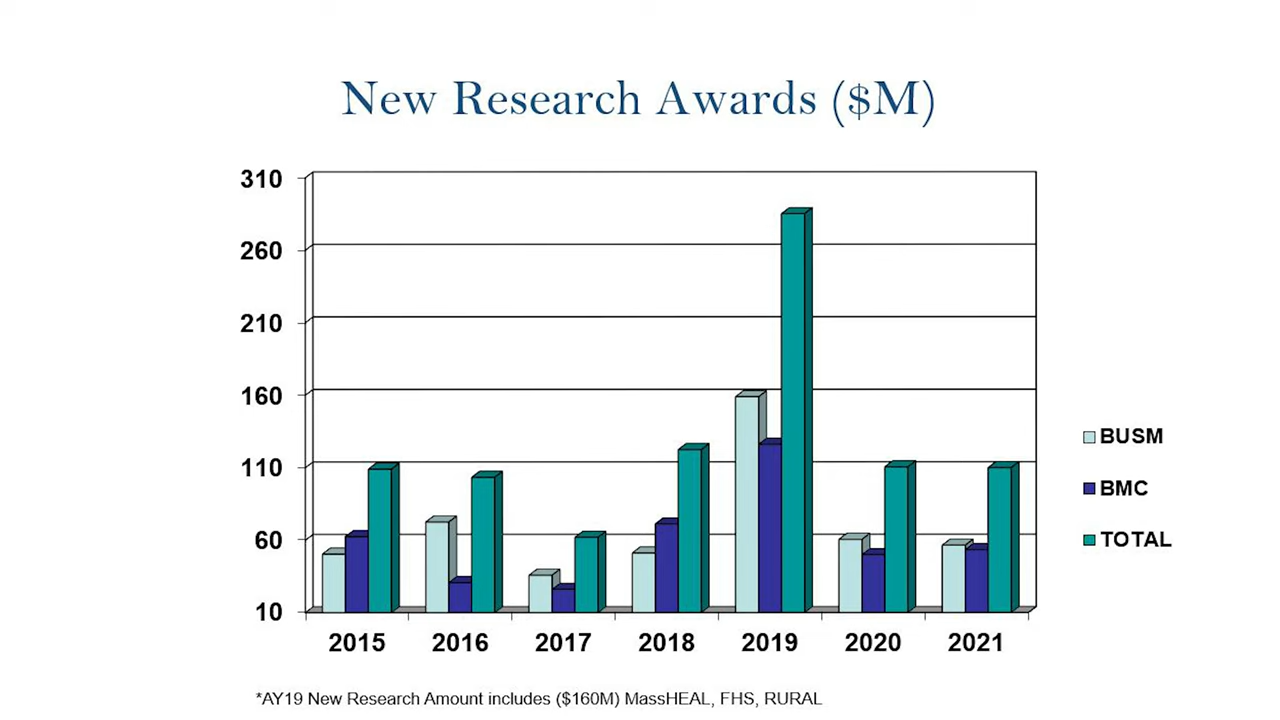 New Research Awards ($M)
310
260
210
160
110
60
10
2015 2016 2017 2018 2019 2020 2021
BUSM
BMC
TOTAL
*AY19 New Research Amount includes ($160M) MassHEAL, FHS, RURAL